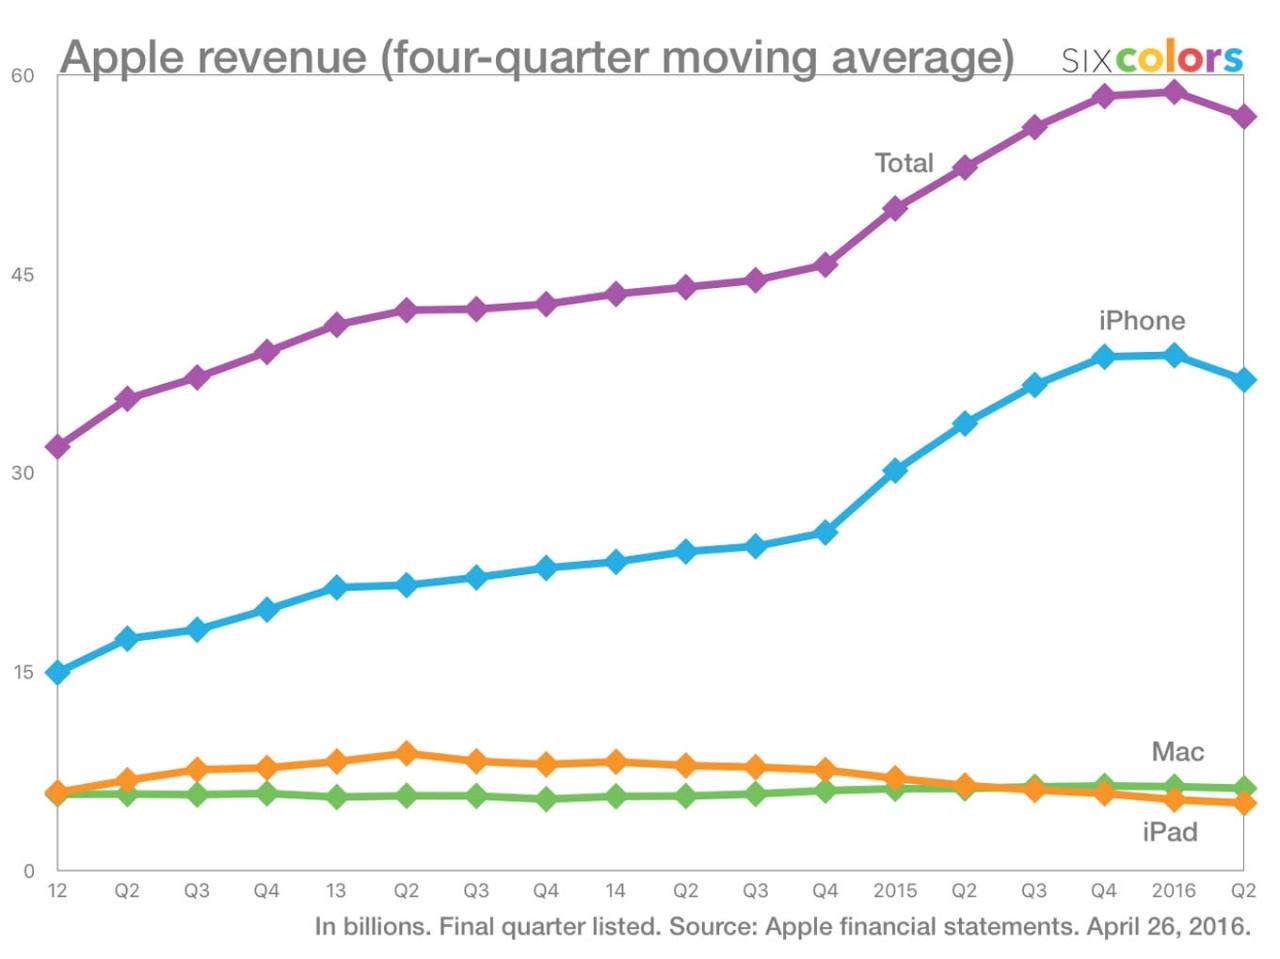 Apple revenue (four-quarter moving average)
SIXcolors
60
45
30
15
0
Total
iPhone
Mac
iPad
12 Q2 Q3 Q4 13 Q2 Q3 Q4 14 Q2 Q3 Q4 2015 Q2 Q3 Q4 2016 Q2
In billions. Final quarter listed. Source: Apple financial statements. April 26, 2016.